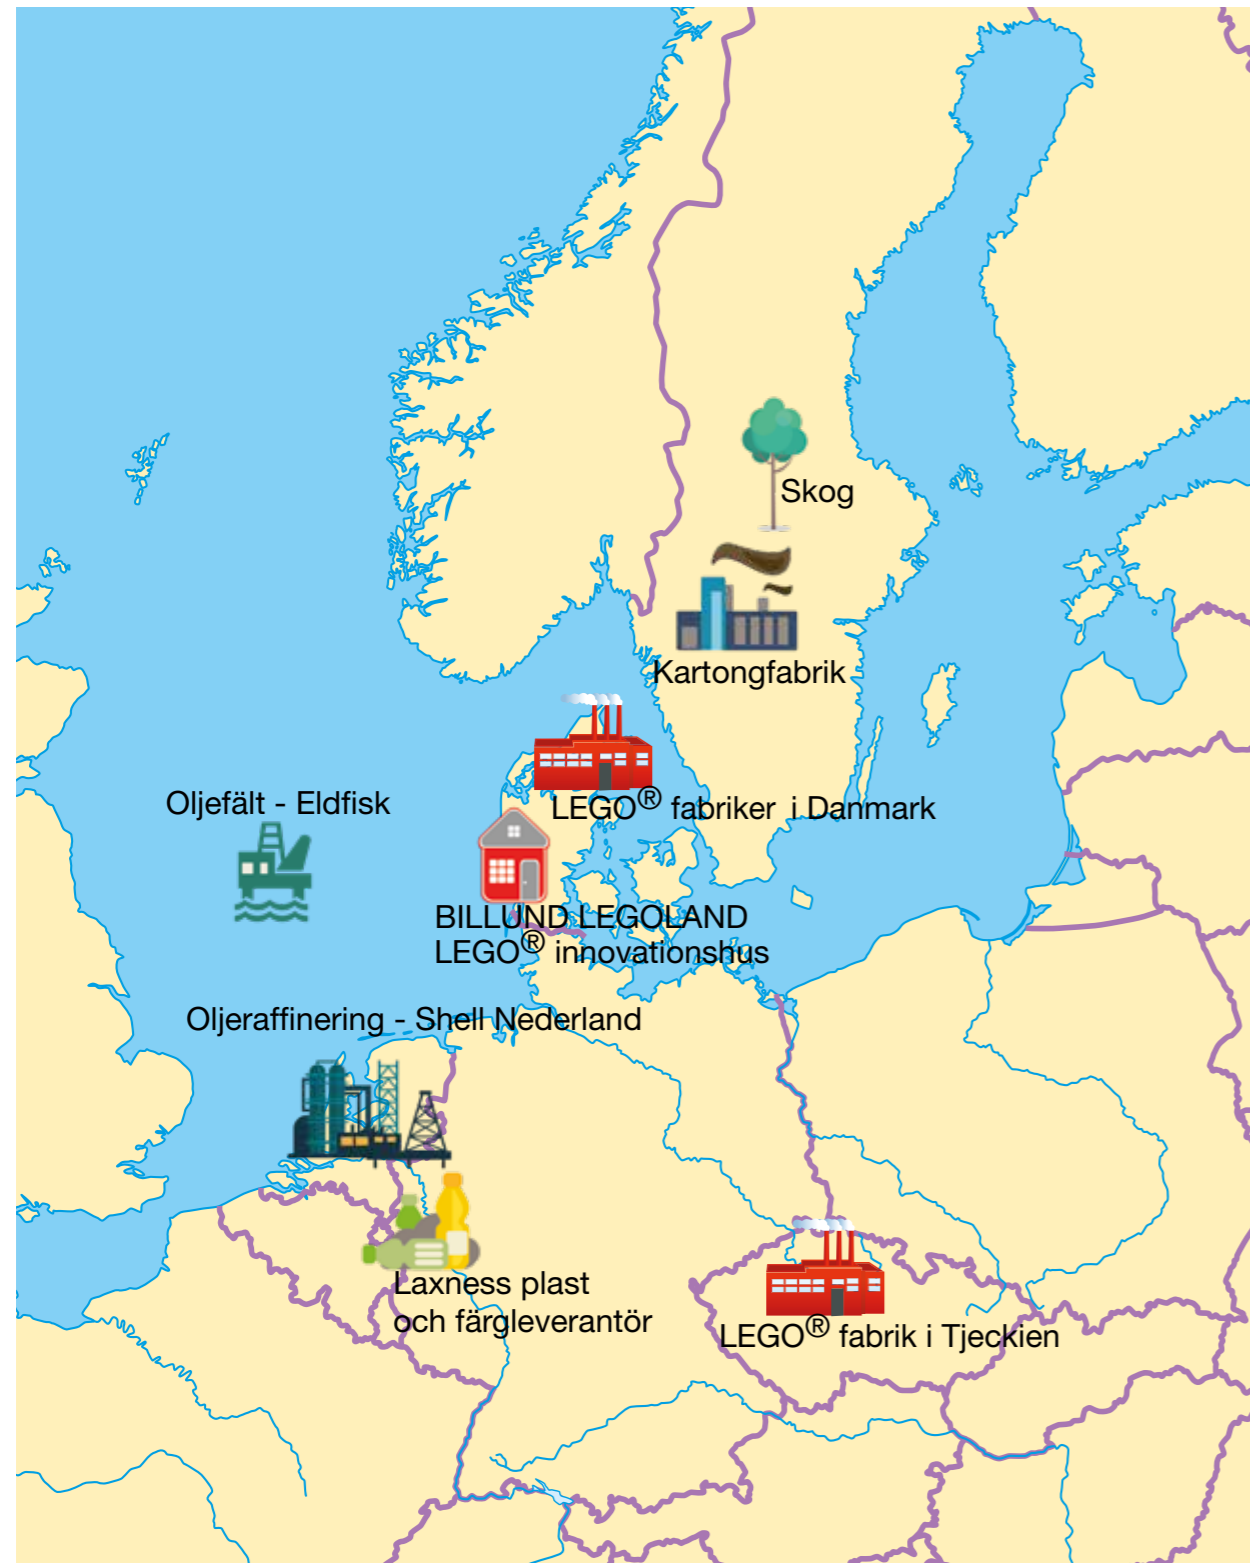 Skog
Kartongfabrik
Oljefält - Eldfisk
LEGO® fabriker i Danmark
BILLUND LEGOLAND
LEGO® innovationshus
Oljeraffinering - Shell Nederland
Laxness plast
och färgleverantör
LEGO® fabrik i Tjeckien